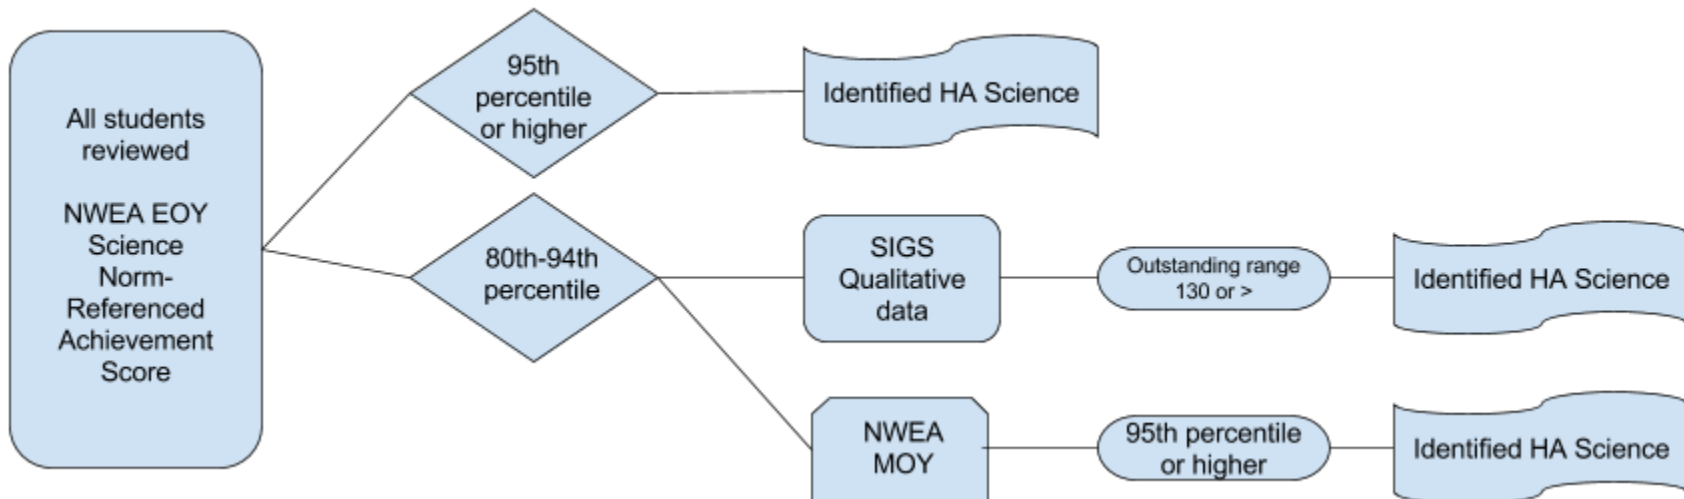 All students
reviewed
NWEA EOY
Science
Norm-
Referenced
Achievement
Score
95th
percentile
or higher
Identified HA Science
80th-94th
percentile
SIGS
Qualitative
data
Outstanding range
130 or >
Identified HA Science
NWEA
MOY
95th percentile
or higher
Identified HA Science